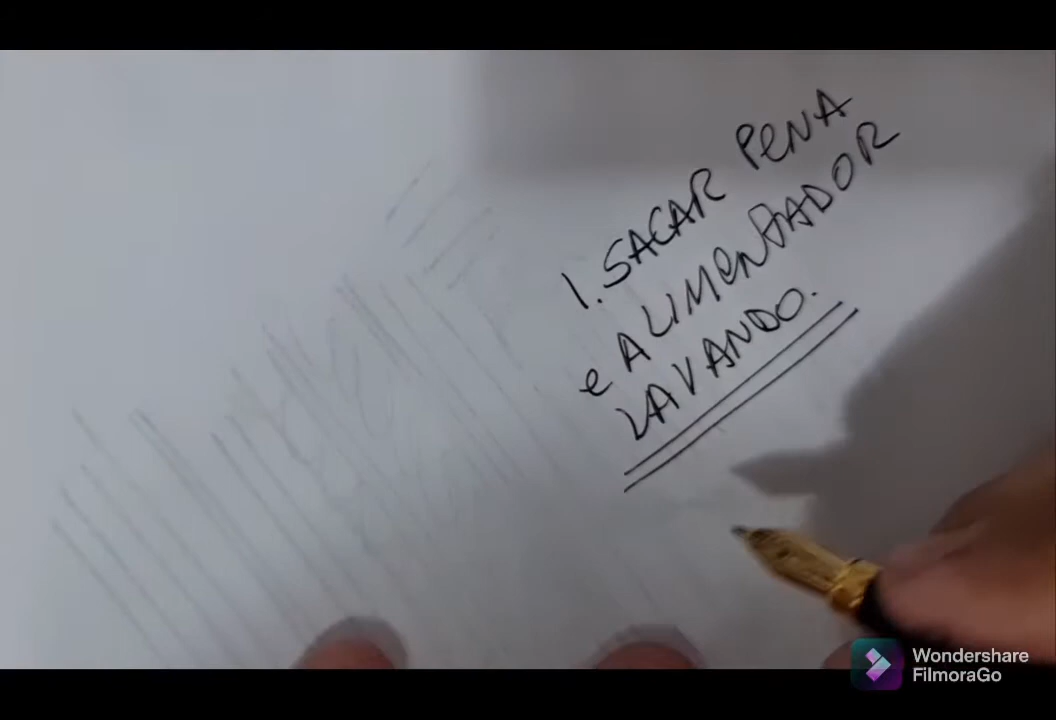 1. SACAR PENA
e ALIMENTADOR
LAVANDO.
Wondershare
FilmoraGo